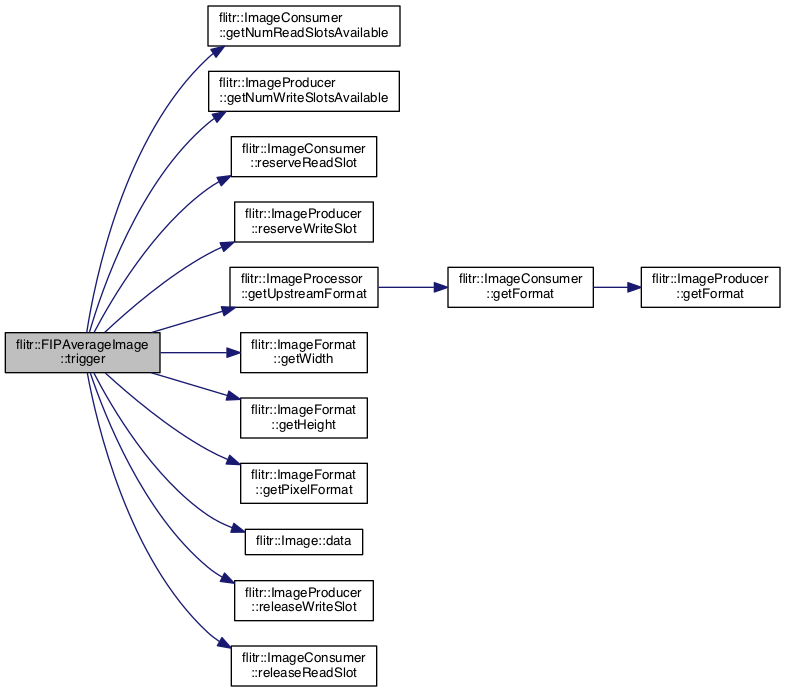 flitr::ImageConsumer
::getNumReadSlotsAvailable
flitr::ImageProducer
::getNumWriteSlotsAvailable
flitr::ImageConsumer
::reserveReadSlot
flitr::ImageProducer
::reserveWriteSlot
flitr::ImageProcessor
::getUpstreamFormat
flitr::ImageConsumer
::getFormat
flitr::ImageProducer
::getFormat
flitr::FIPAverageImage
::trigger
flitr::ImageFormat
::getWidth
flitr::ImageFormat
::getHeight
flitr::ImageFormat
::getPixelFormat
flitr::Image::data
flitr::ImageProducer
::releaseWriteSlot
flitr::ImageConsumer
::releaseReadSlot